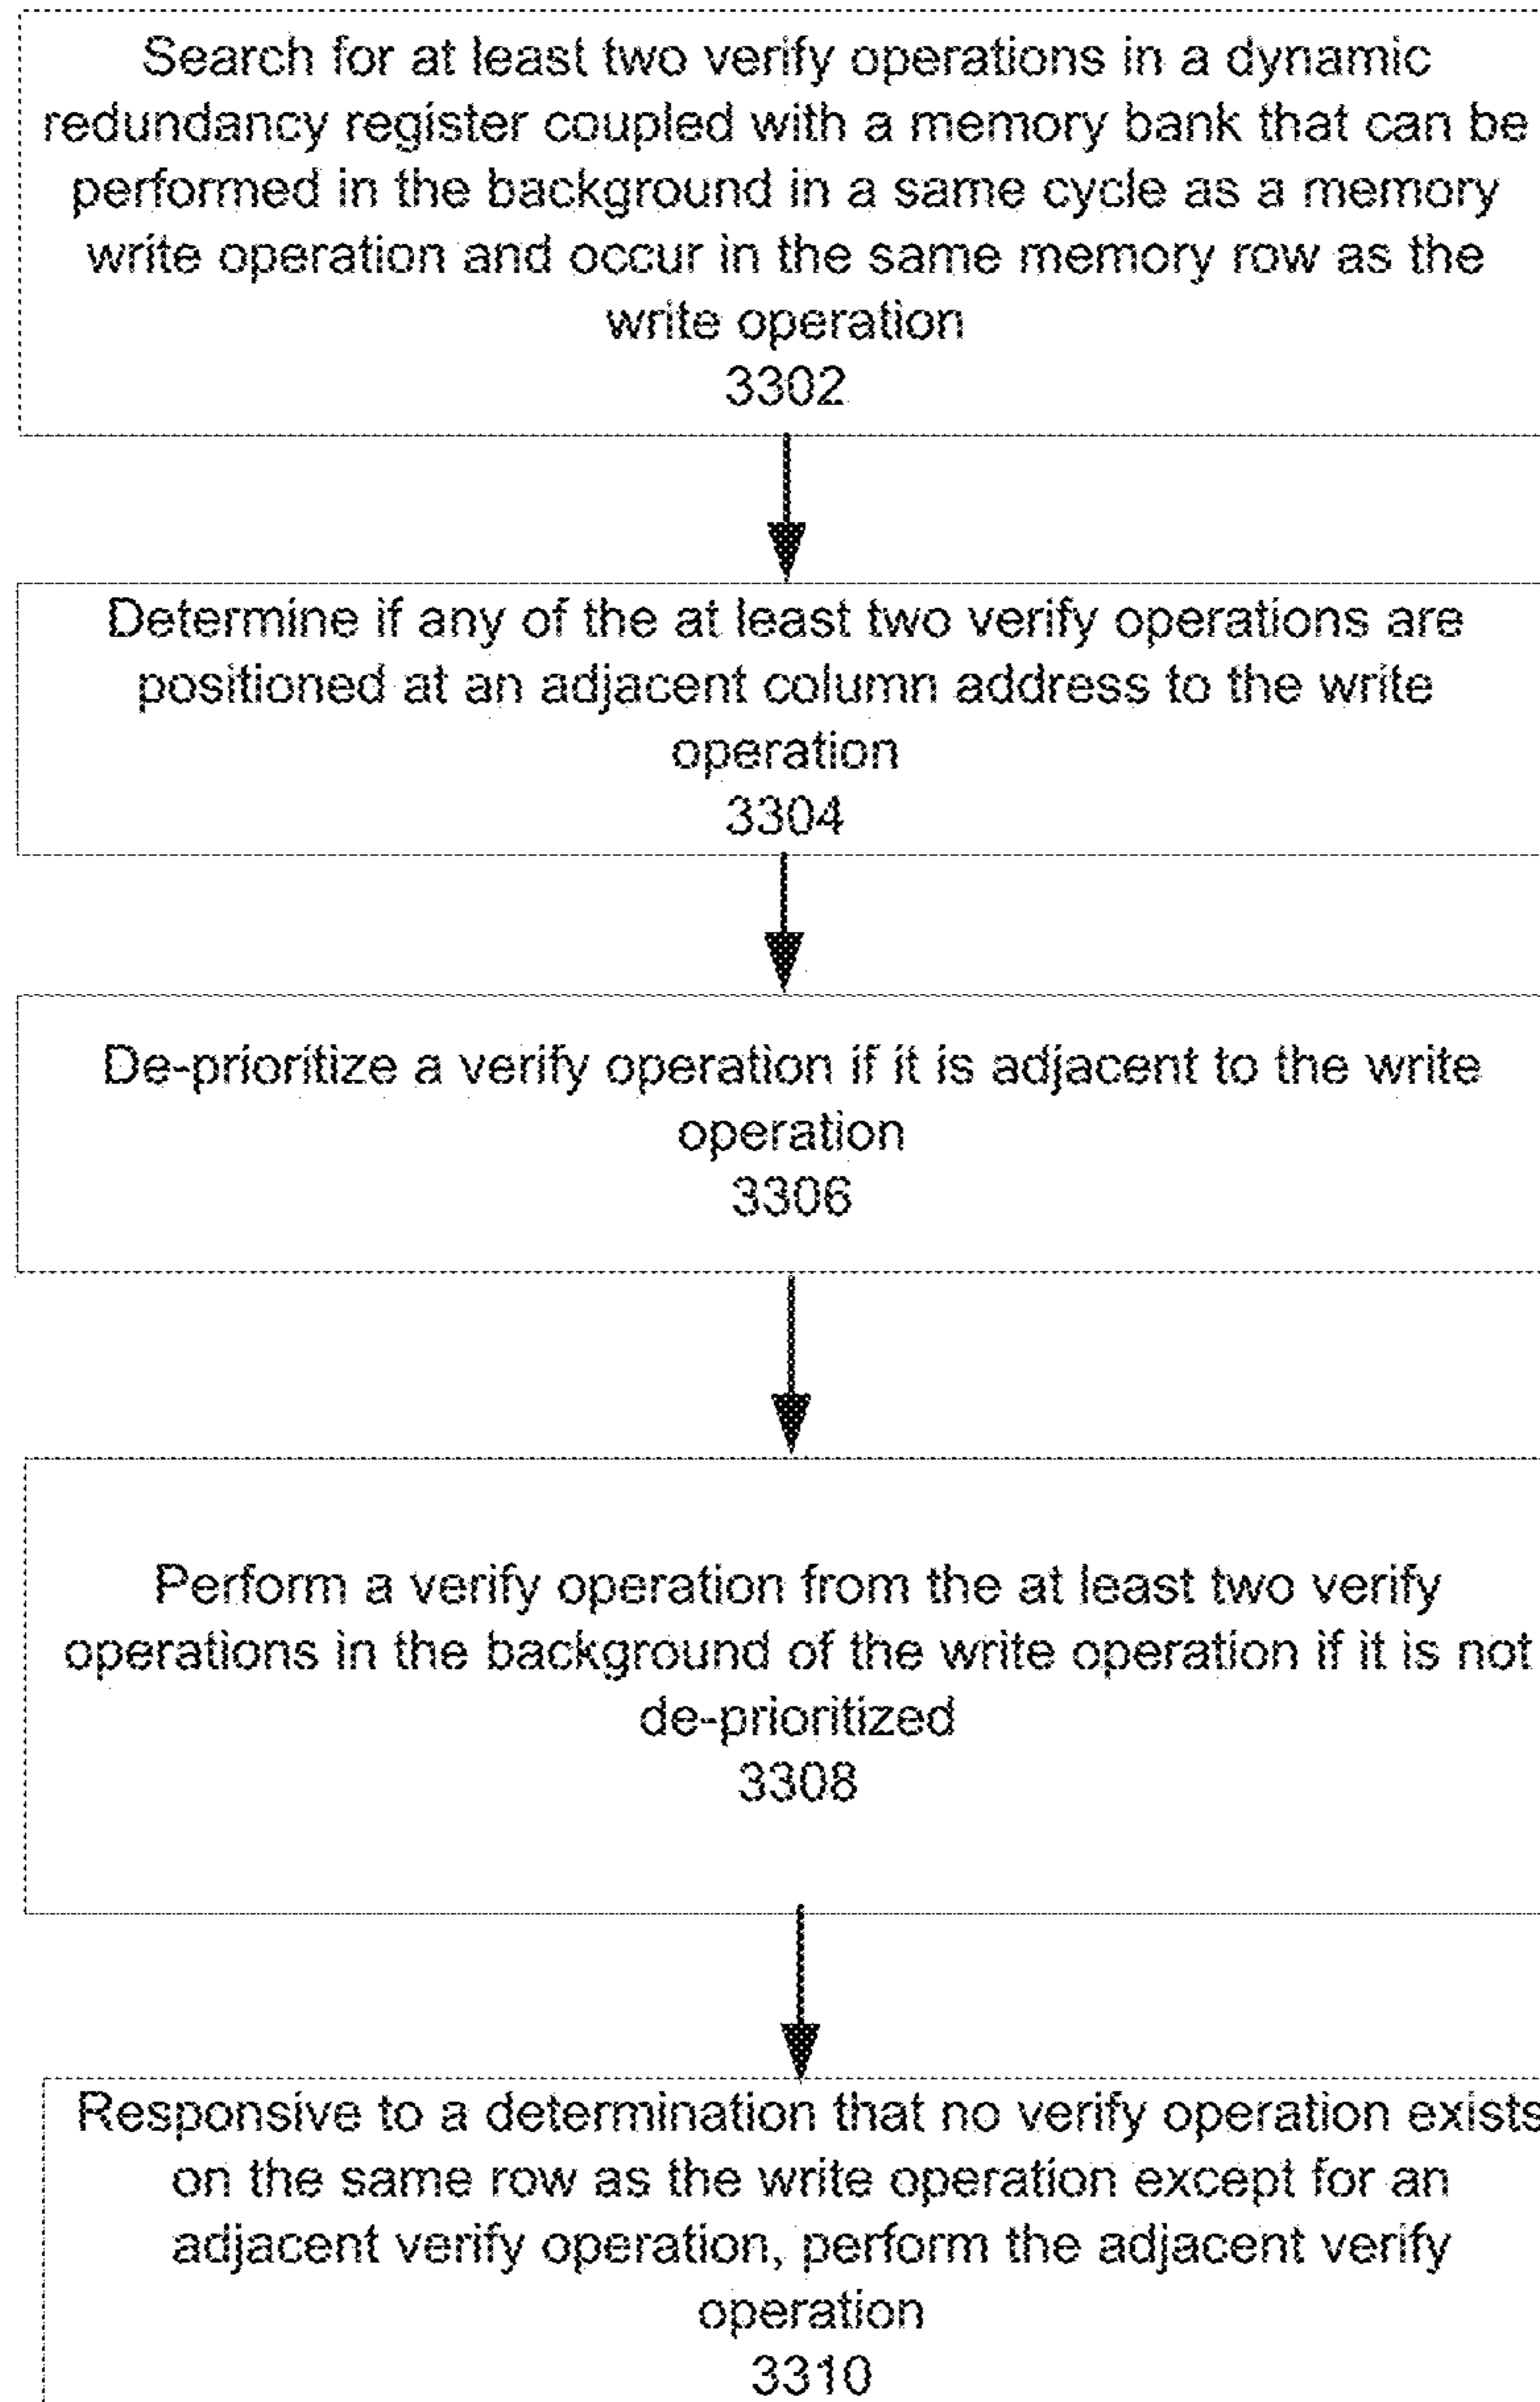 Search for at least two verify operations in a dynamic
redundancy register coupled with a memory bank that can be
performed in the background in a same cycle as a memory
write operation and occur in the same memory row as the
write operation
3302
Determine if any of the at least two verify operations are
positioned at an adjacent column address to the write
operation
3304
De-prioritize a verify operation if it is adjacent to the write
operation
3306
Perform a verify operation from the at least two verify
operations in the background of the write operation if it is not
de-prioritized
3308
Responsive to a determination that no verify operation exists
on the same row as the write operation except for an
adjacent verify operation, perform the adjacent verify
operation
3310